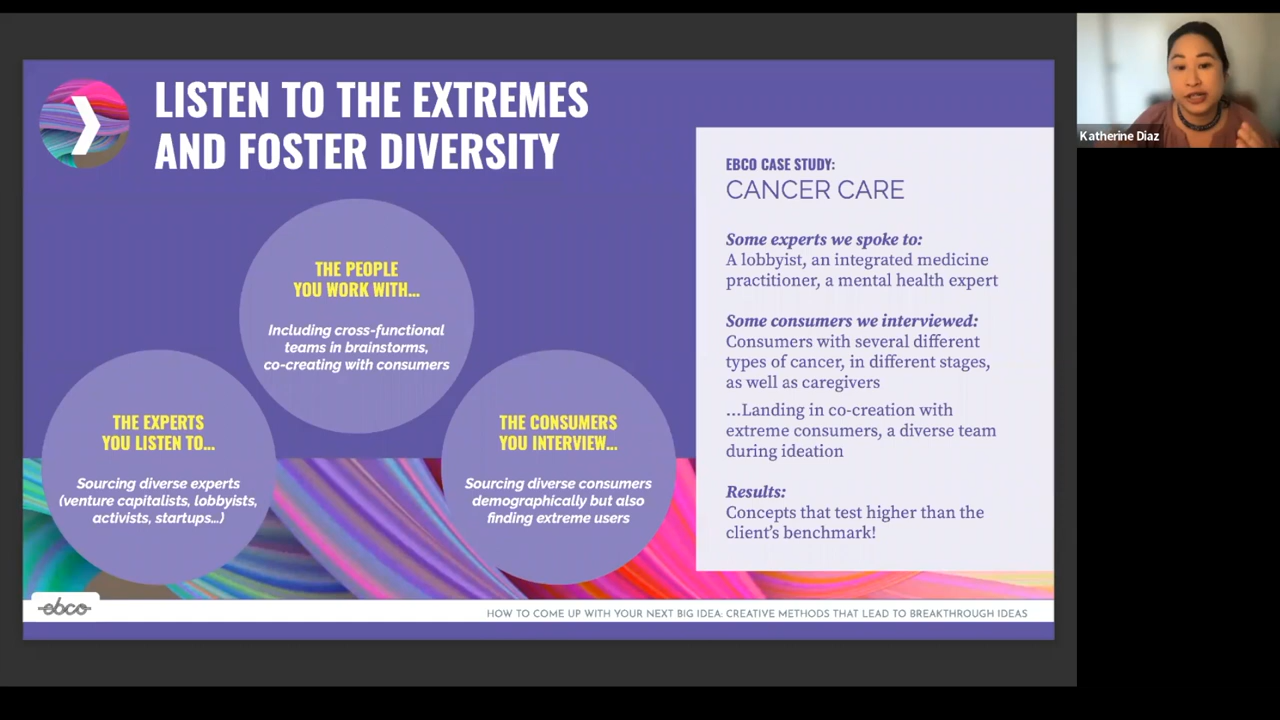 LISTEN TO THE EXTREMES
AND FOSTER DIVERSITY
THE PEOPLE
YOU WORK WITH...
Including cross-functional
teams in brainstorms,
co-creating with consumers
THE EXPERTS
YOU LISTEN TO...
Sourcing diverse experts
(venture capitalists, lobbyists,
activists, startups...)
THE CONSUMERS
YOU INTERVIEW...
Sourcing diverse consumers
demographically but also
finding extreme users
EBCO CASE STUDY:
CANCER CARE
Some experts we spoke to:
A lobbyist, an integrated medicine
practitioner, a mental health expert
Some consumers we interviewed:
Consumers with several different
types of cancer, in different stages,
as well as caregivers
...Landing in co-creation with
extreme consumers, a diverse team
during ideation
Results:
Concepts that test higher than the
client's benchmark!
ebco
HOW TO COME UP WITH YOUR NEXT BIG IDEA: CREATIVE METHODS THAT LEAD TO BREAKTHROUGH IDEAS
Katherine Diaz